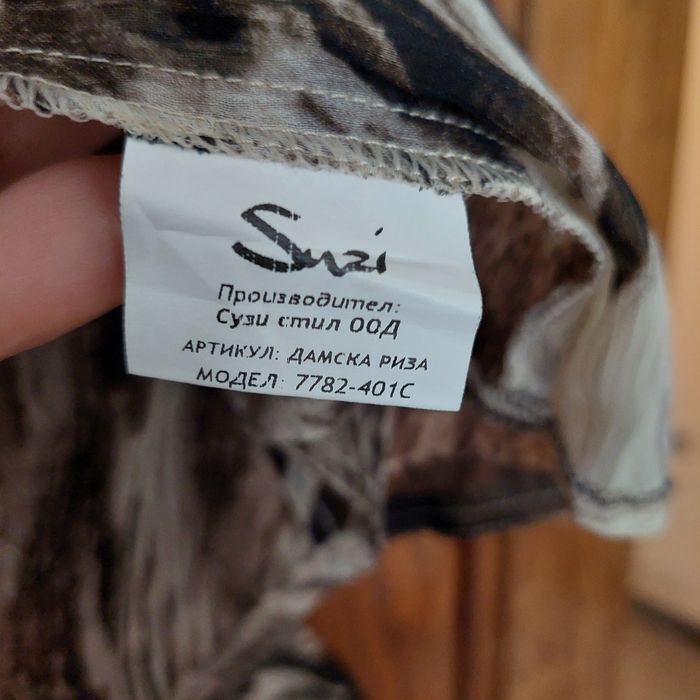 Suzi
Производител:
Сузи стил ООД
АРТИКУЛ: ДАМСКА РИЗА
МОДЕЛ: 7782-401C